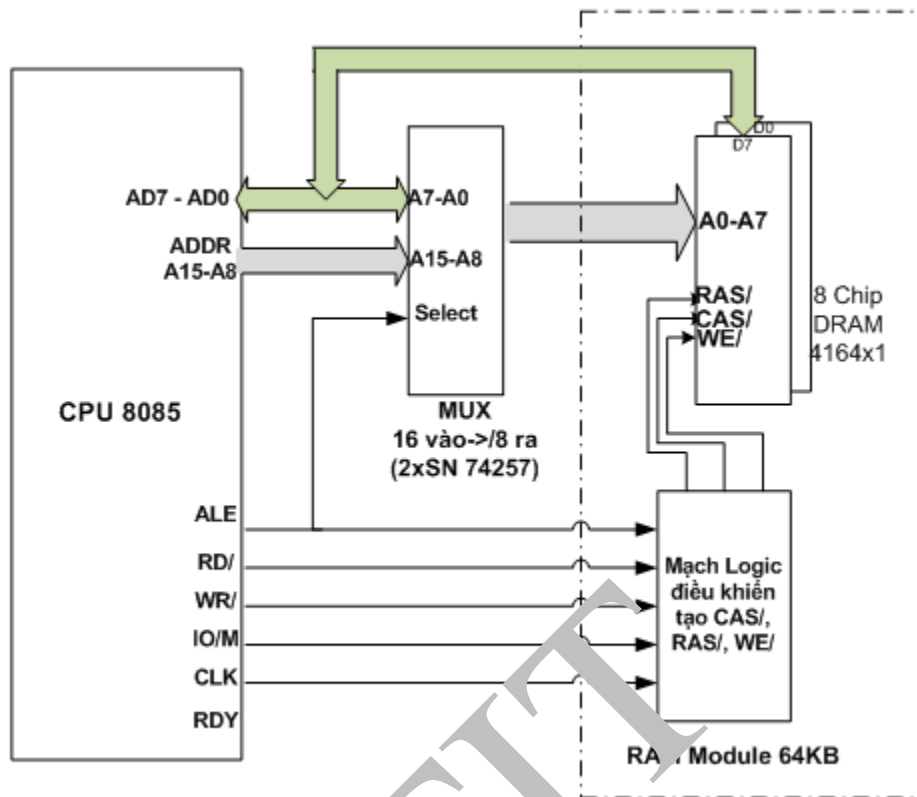 D0
D7
AD7 - AD0
A7-A0
A0-A7
ADDR
A15-A8
A15-A8
Select
RAS/
CAS/
WE/
8 Chip
DRAM
4164x1
CPU 8085
MUX
16 vào->/8 ra
(2xSN 74257)
ALE
RD/
WR/
IO/M
CLK
RDY
Mạch Logic
điều khiển
tạo CAS/,
RAS/, WE/
Module 64KB